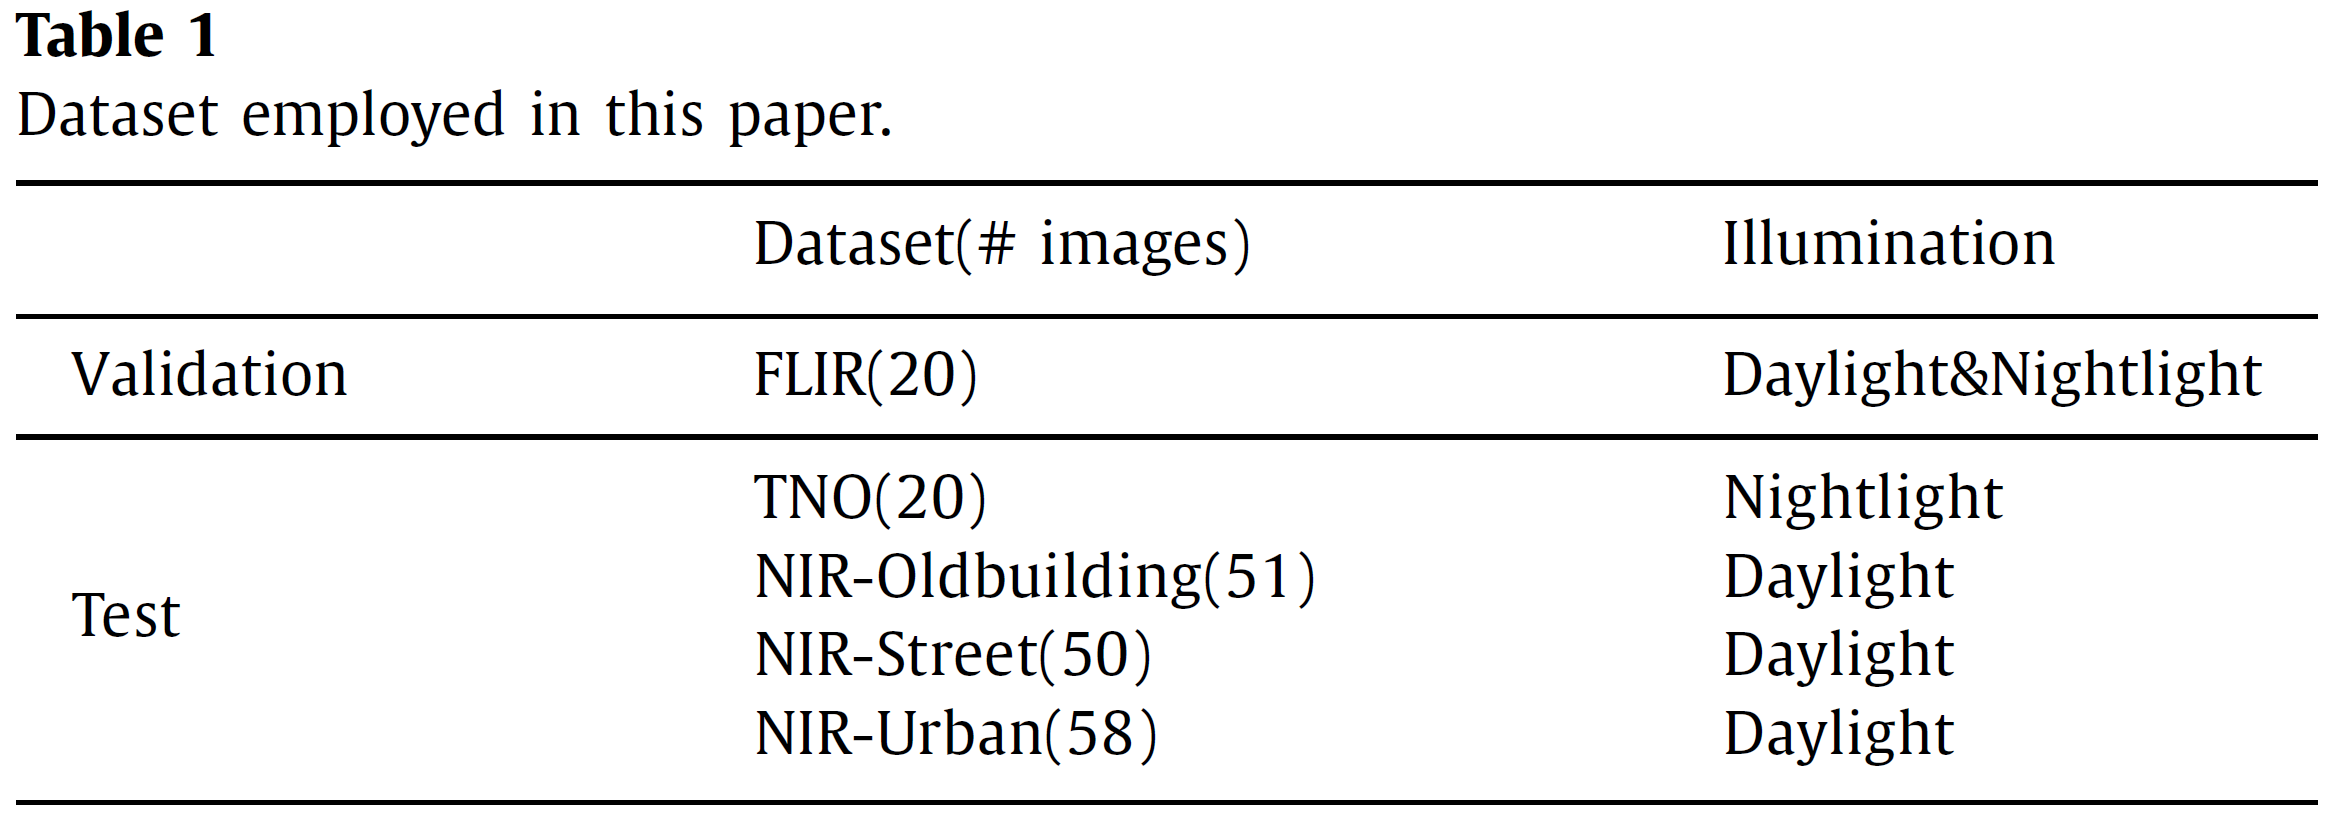 Table 1
Dataset employed in this paper.
Dataset(# images) Illumination
Validation FLIR(20) Daylight&Nightlight
Test
TNO(20) Nightlight
NIR-Oldbuilding(51) Daylight
NIR-Street(50) Daylight
NIR-Urban(58) Daylight